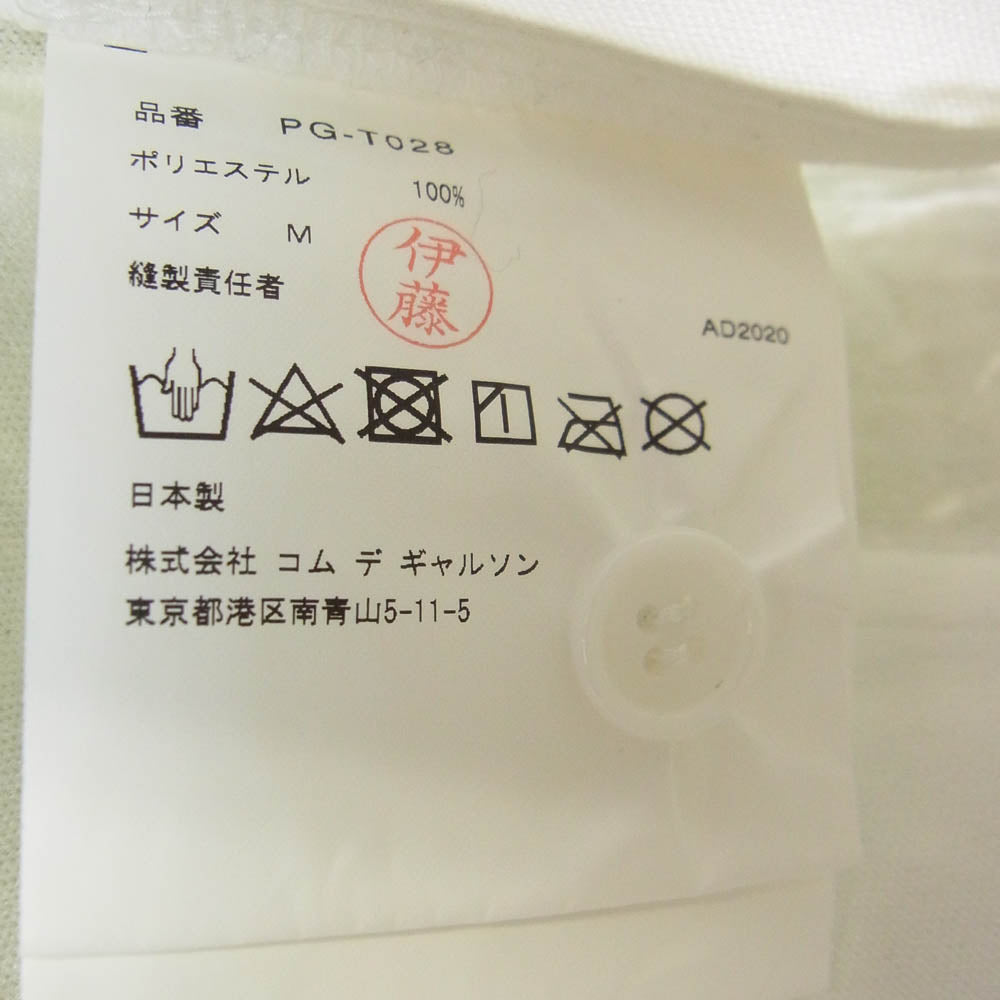 品番 PG-T028
ポリエステル 100%
サイズ M
縫製責任者 伊藤
AD2020
日本製
株式会社 コム デ ギャルソン
東京都港区南青山5-11-5